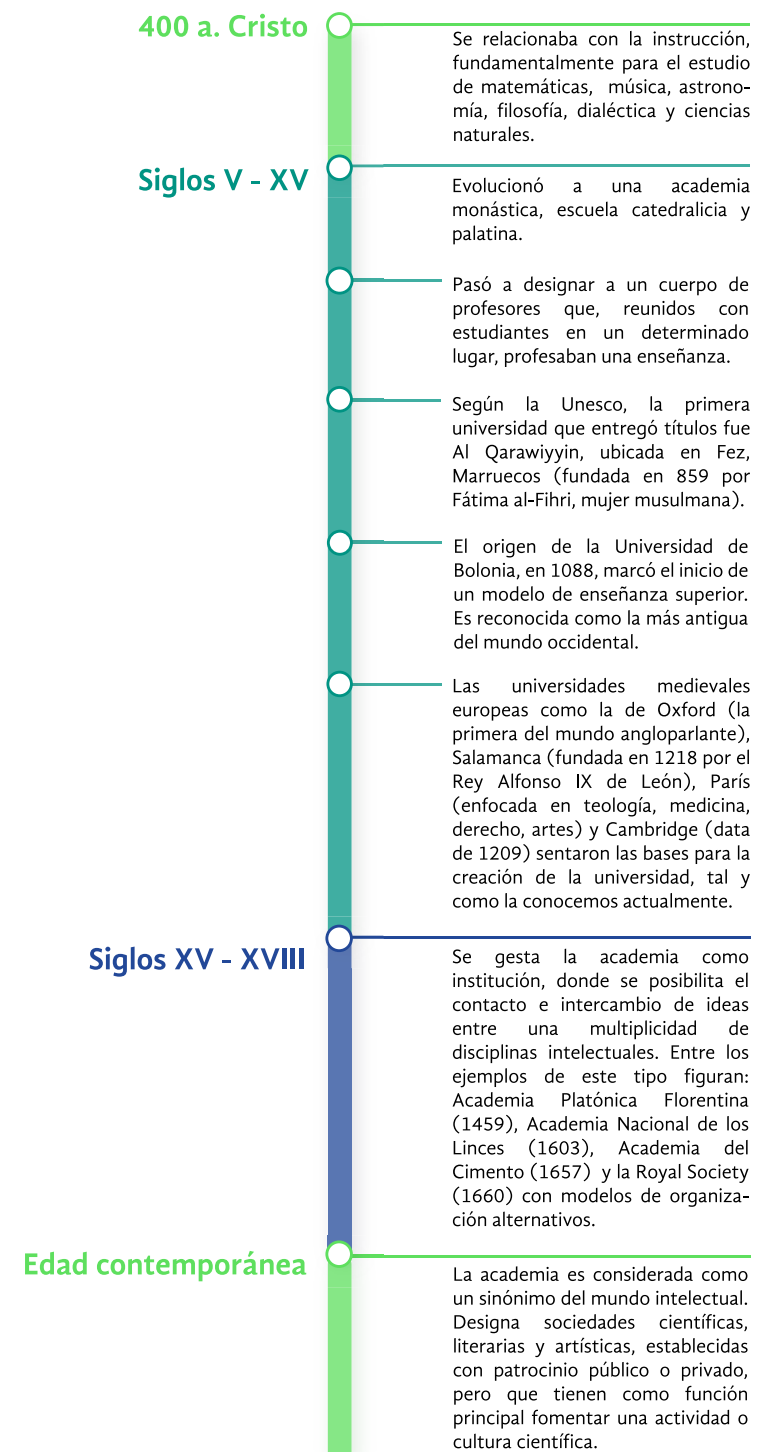 400 a. Cristo
Se relacionaba con la instrucción,
fundamentalmente para el estudio
de matemáticas, música, astrono-
mía, filosofía, dialéctica y ciencias
naturales.
Siglos V - XV
Evolucionó a una academia
monástica, escuela catedralicia y
palatina.
Pasó a designar a un cuerpo de
profesores que, reunidos con
estudiantes en un determinado
lugar, profesaban una enseñanza.
Según la Unesco, la primera
universidad que entregó títulos fue
Al Qarawiyyin, ubicada en Fez,
Marruecos (fundada en 859 por
Fátima al-Fihri, mujer musulmana).
El origen de la Universidad de
Bolonia, en 1088, marcó el inicio de
un modelo de enseñanza superior.
Es reconocida como la más antigua
del mundo occidental.
Las universidades medievales
europeas como la de Oxford (la
primera del mundo angloparlante),
Salamanca (fundada en 1218 por el
Rey Alfonso IX de León), París
(enfocada en teología, medicina,
derecho, artes) y Cambridge (data
de 1209) sentaron las bases para la
creación de la universidad, tal y
como la conocemos actualmente.
Siglos XV - XVIII
Se gesta la academia como
institución, donde se posibilita el
contacto e intercambio de ideas
entre una multiplicidad de
disciplinas intelectuales. Entre los
ejemplos de este tipo figuran:
Academia Platónica Florentina
(1459), Academia Nacional de los
Linces (1603), Academia del
Cimento (1657) y la Royal Society
(1660) con modelos de organiza-
ción alternativos.
Edad contemporánea
La academia es considerada como
un sinónimo del mundo intelectual.
Designa sociedades científicas,
literarias y artísticas, establecidas
con patrocinio público o privado,
pero que tienen como función
principal fomentar una actividad o
cultura científica.